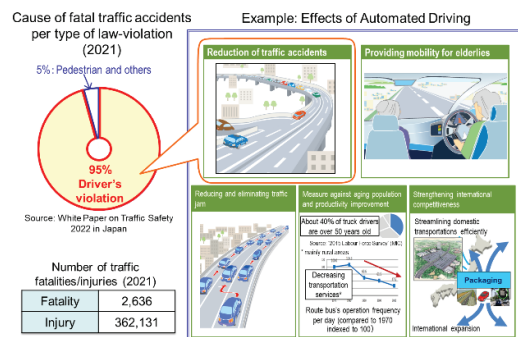 Cause of fatal traffic accidents
per type of law-violation
(2021)
5%: Pedestrian and others
95%
Driver's
violation
Source: White Paper on Traffic Safety
2022 in Japan
Number of traffic
fatalities/injuries (2021)
Fatality 2,636
Injury 362,131
Example: Effects of Automated Driving
Reduction of traffic accidents
Providing mobility for elderlies
Reducing and eliminating traffic
jam
Measure against aging population
and productivity improvement
About 40% of truck drivers
are over 50 years old
* mainly rural areas
Decreasing
transportation
services*
Route bus's operation frequency
per day (compared to 1970
indexed to 100)
Strengthening international
competitiveness
Streamlining domestic
transportations efficiently
Packaging
International expansion